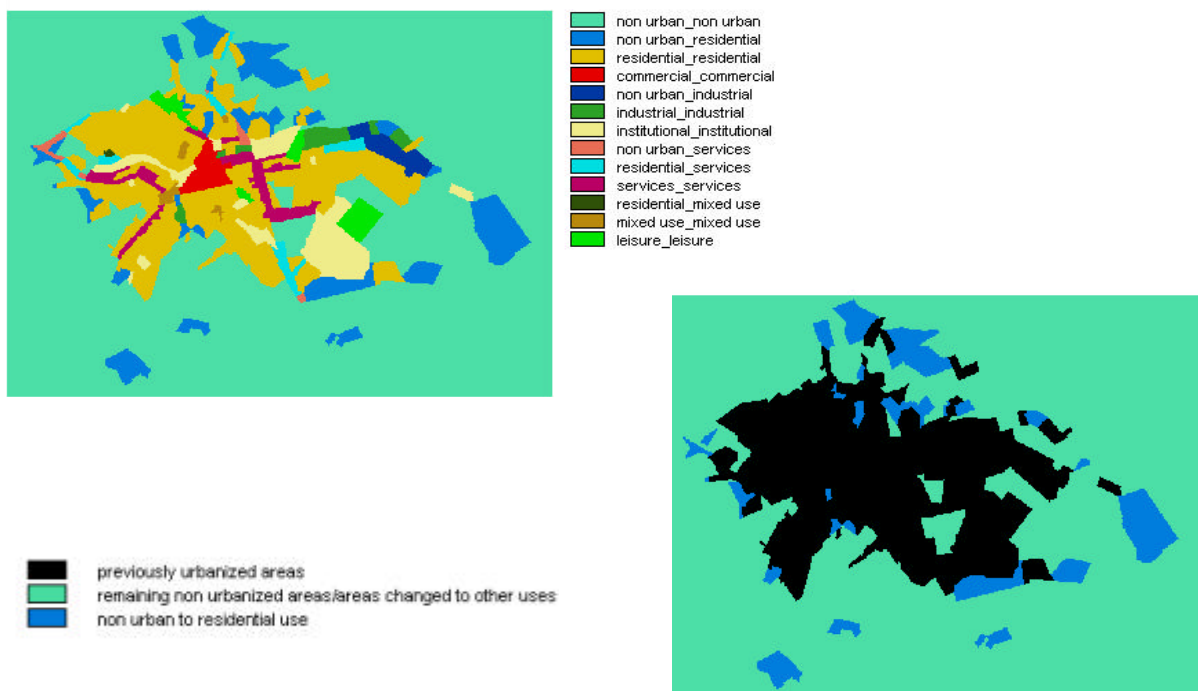 non urban_non urban
non urban_residential
residential_residential
commercial_commercial
non urban_industrial
industrial_industrial
institutional_institutional
non urban_services
residential_services
services_services
residential_mixed use
mixed use_mixed use
leisure_leisure
previously urbanized areas
remaining non urbanized areas/areas changed to other uses
non urban to residential use